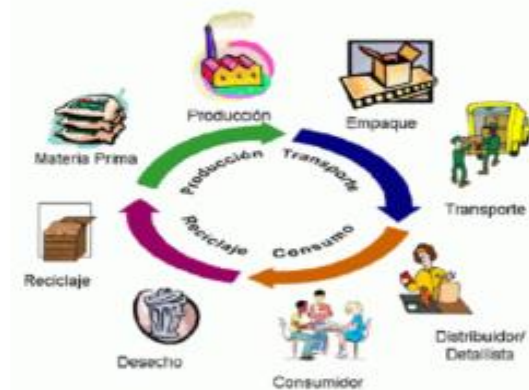 Producción
Empaque
Materia Prima
Producción
Transporte
Transporte
Reciclaje
Consumo
Reciclaje
Distribuidor/
Detallista
Desecho
Consumidor